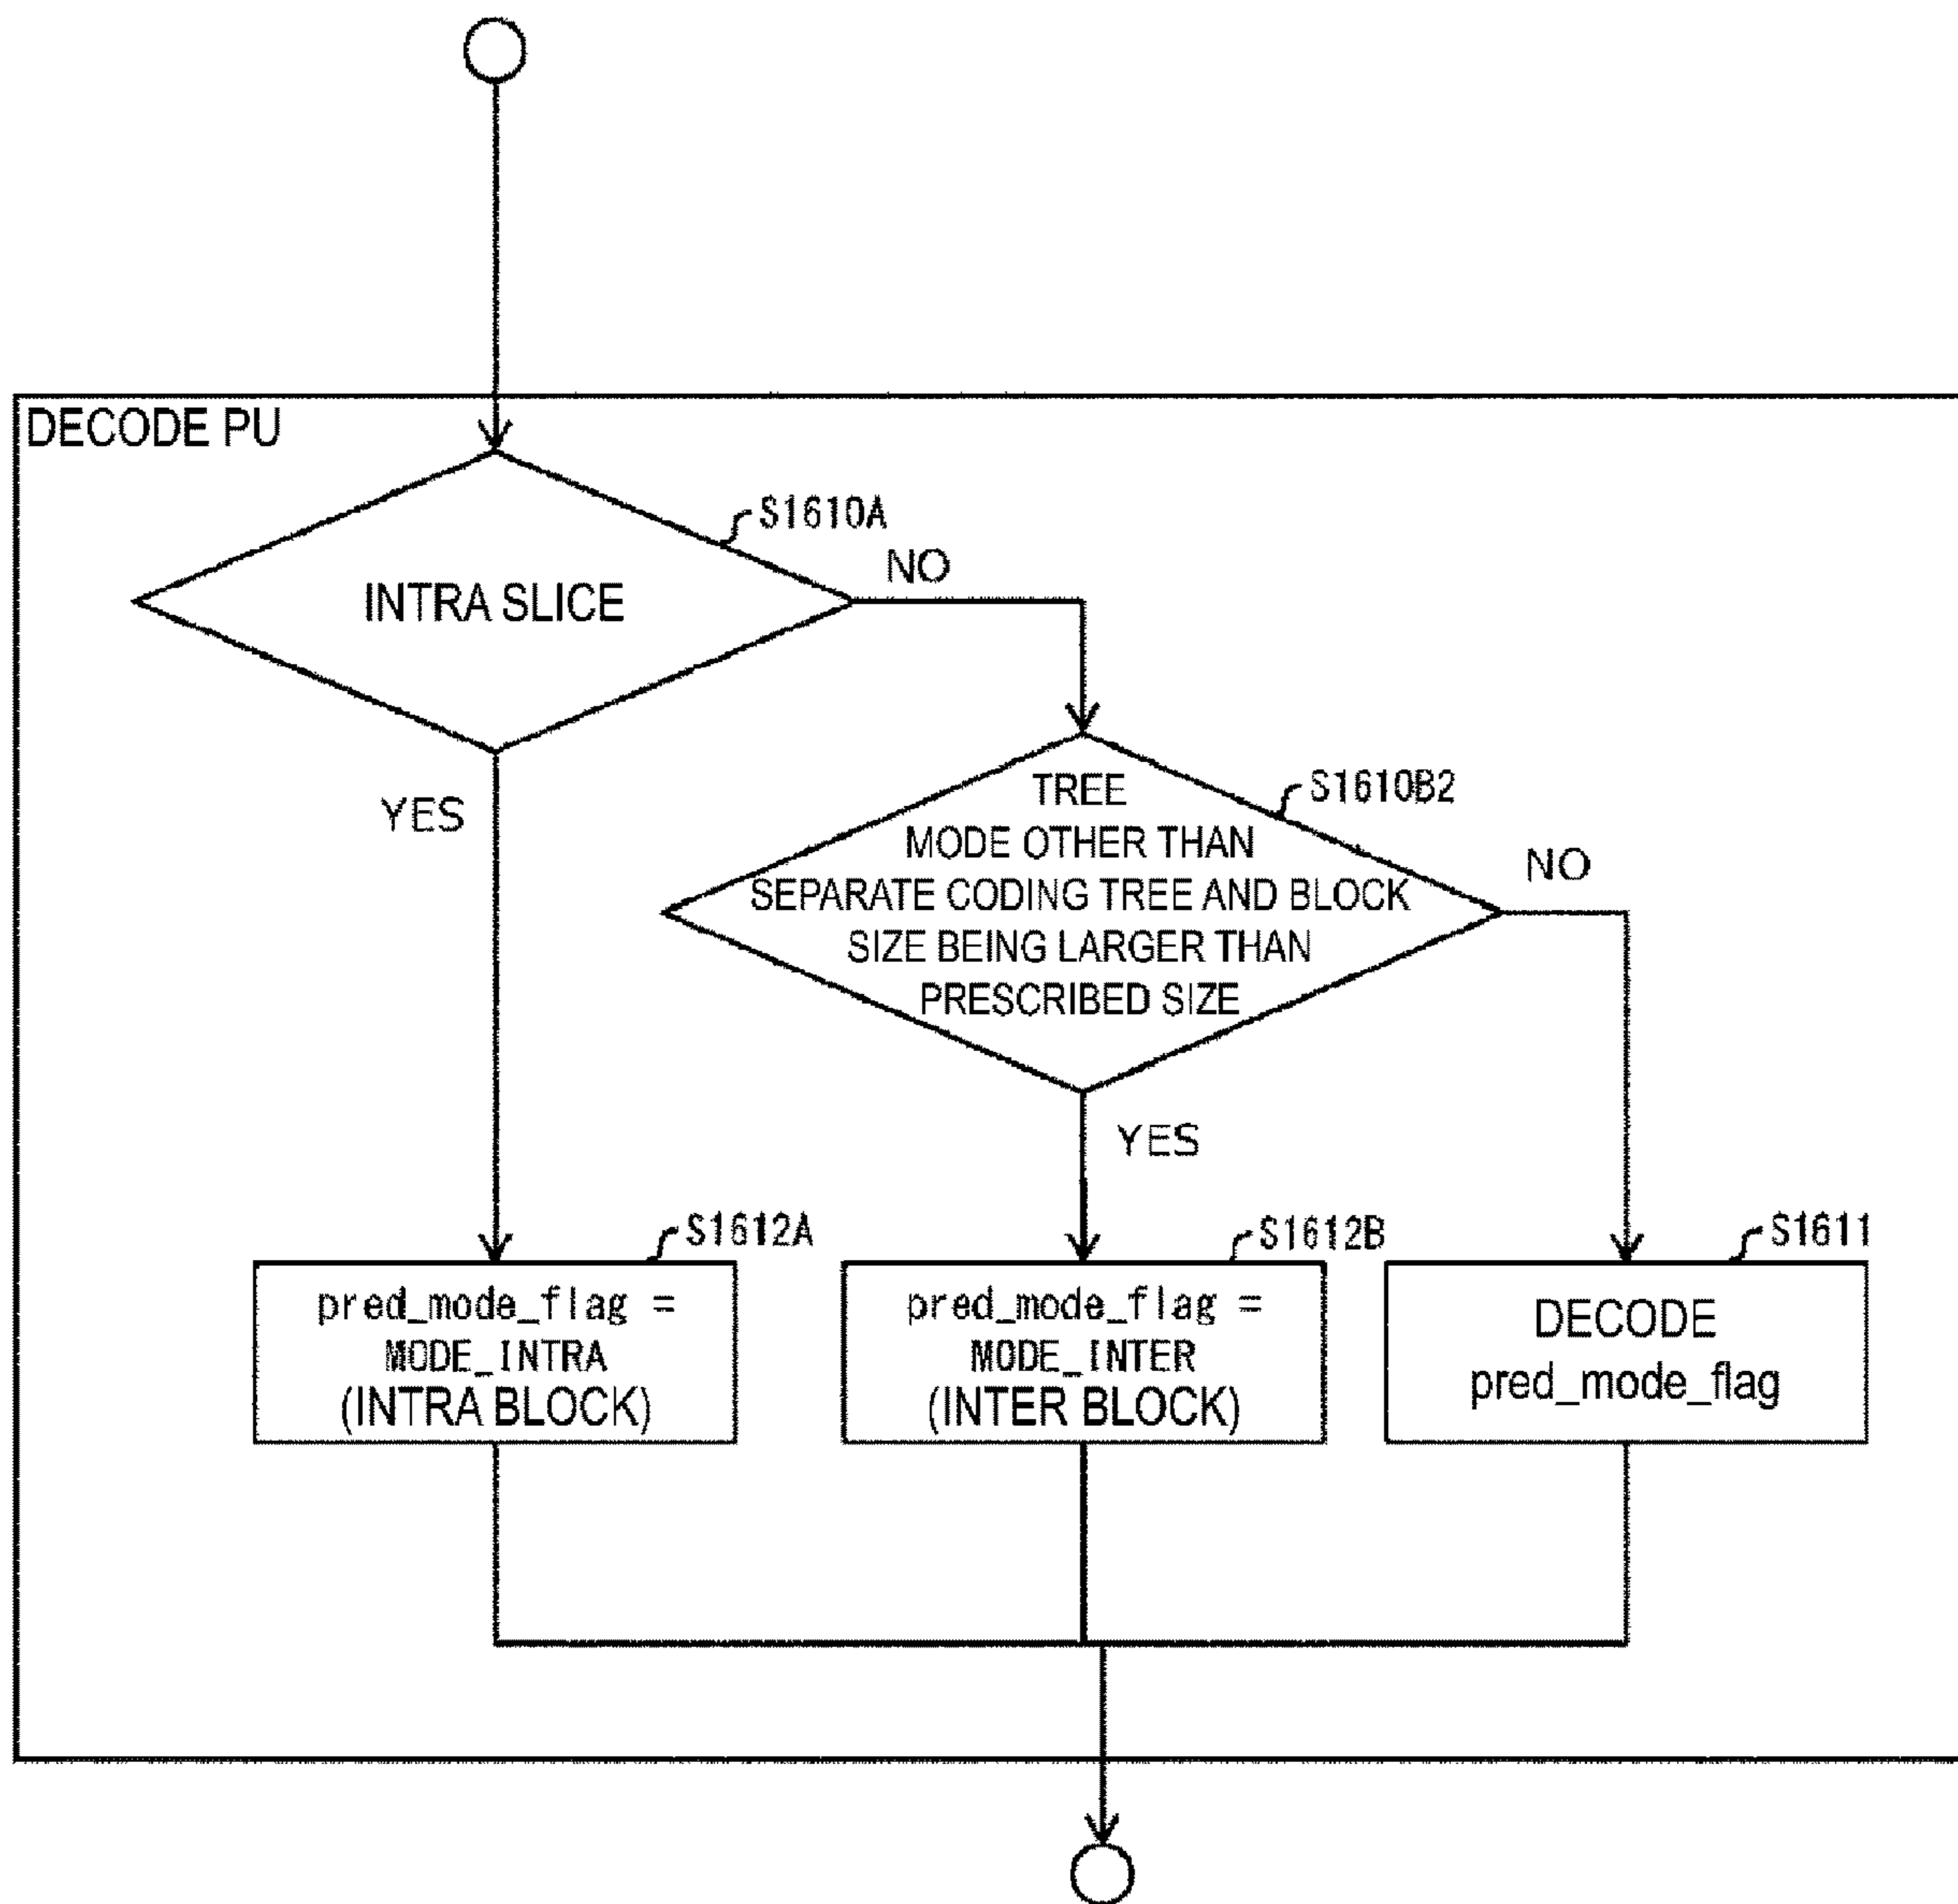 DECODE PU
S1610A
NO
INTRA SLICE
YES
S1610B2
TREE
MODE OTHER THAN
SEPARATE CODING TREE AND BLOCK
SIZE BEING LARGER THAN
PRESCRIBED SIZE
NO
YES
S1612A
pred_mode_flag =
MODE_INTRA
(INTRA BLOCK)
S1612B
pred_mode_flag =
MODE_INTER
(INTER BLOCK)
S1611
DECODE
pred_mode_flag